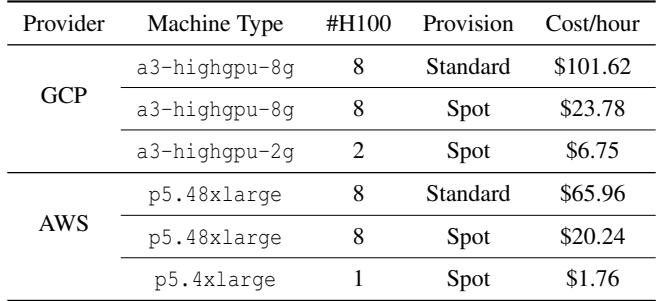 Provider Machine Type #H100 Provision Cost/hour
GCP
a3-highgpu-8g 8 Standard $101.62
a3-highgpu-8g 8 Spot $23.78
a3-highgpu-2g 2 Spot $6.75
AWS
p5.48xlarge 8 Standard $65.96
p5.48xlarge 8 Spot $20.24
p5.4xlarge 1 Spot $1.76